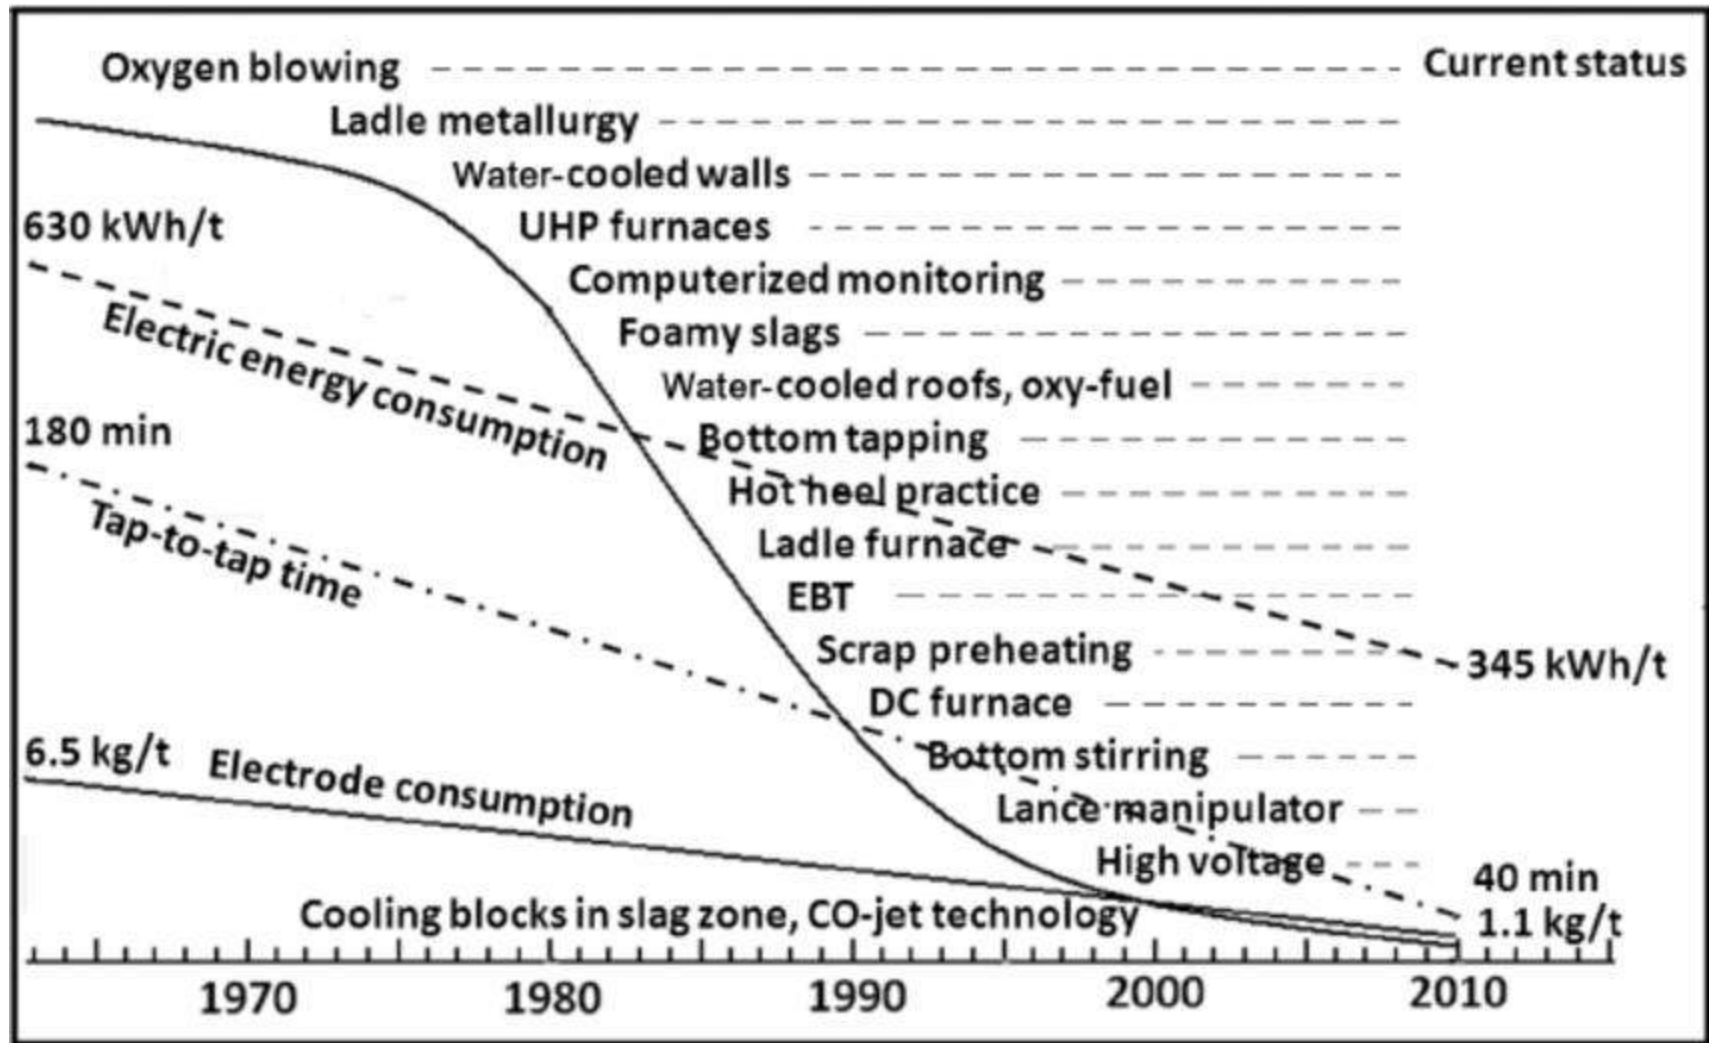 Oxygen blowing
Current status
Ladle metallurgy
Water-cooled walls
630 kWh/t
UHP furnaces
Computerized monitoring
Electric energy consumption
Foamy slags
Water-cooled roofs, oxy-fuel
180 min
Bottom tapping
Hot heel practice
Tap-to-tap time
Ladle furnace
EBT
Scrap preheating
345 kWh/t
DC furnace
6.5 kg/t
Electrode consumption
Bottom stirring
Lance manipulator
High voltage
40 min
Cooling blocks in slag zone, CO-jet technology
1.1 kg/t
1970
1980
1990
2000
2010